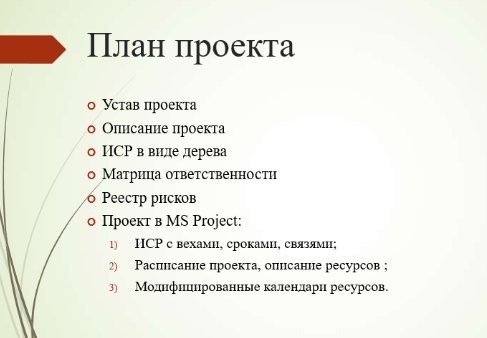 План проекта
Устав проекта
Описание проекта
ИСР в виде дерева
Матрица ответственности
Реестр рисков
Проект в MS Project:
1) ИСР с вехами, сроками, связями;
2) Расписание проекта, описание ресурсов ;
3) Модифицированные календари ресурсов.